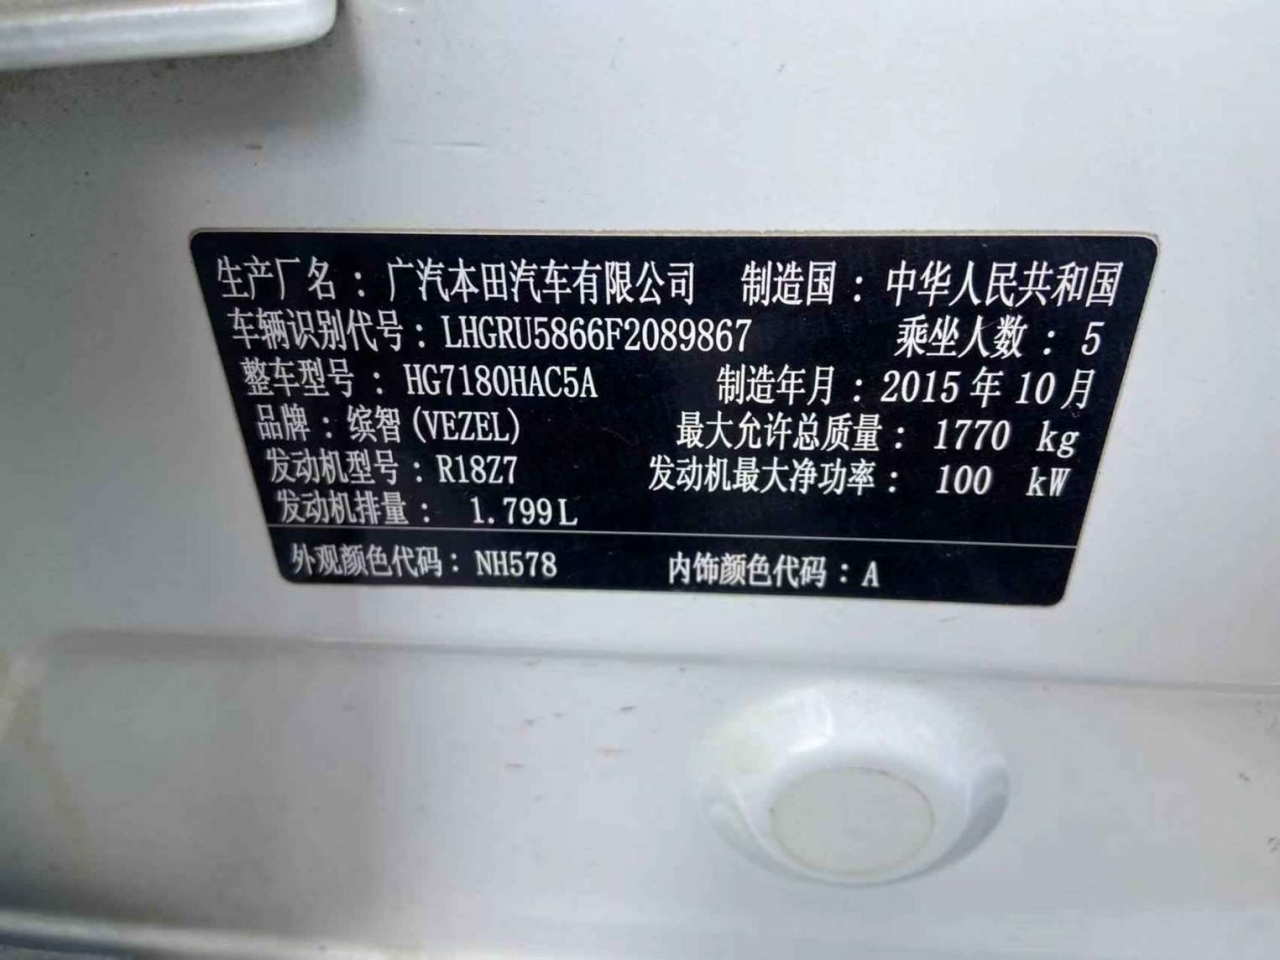 生产厂名：广汽本田汽车有限公司 制造国：中华人民共和国
车辆识别代号：LHGRU5866F2089867 乘坐人数：5
整车型号：HG7180HAC5A 制造年月：2015年10月
品牌：缤智(VEZEL) 最大允许总质量：1770 kg
发动机型号：R18Z7 发动机最大净功率：100 kW
发动机排量：1.799L
外观颜色代码：NH578 内饰颜色代码：A